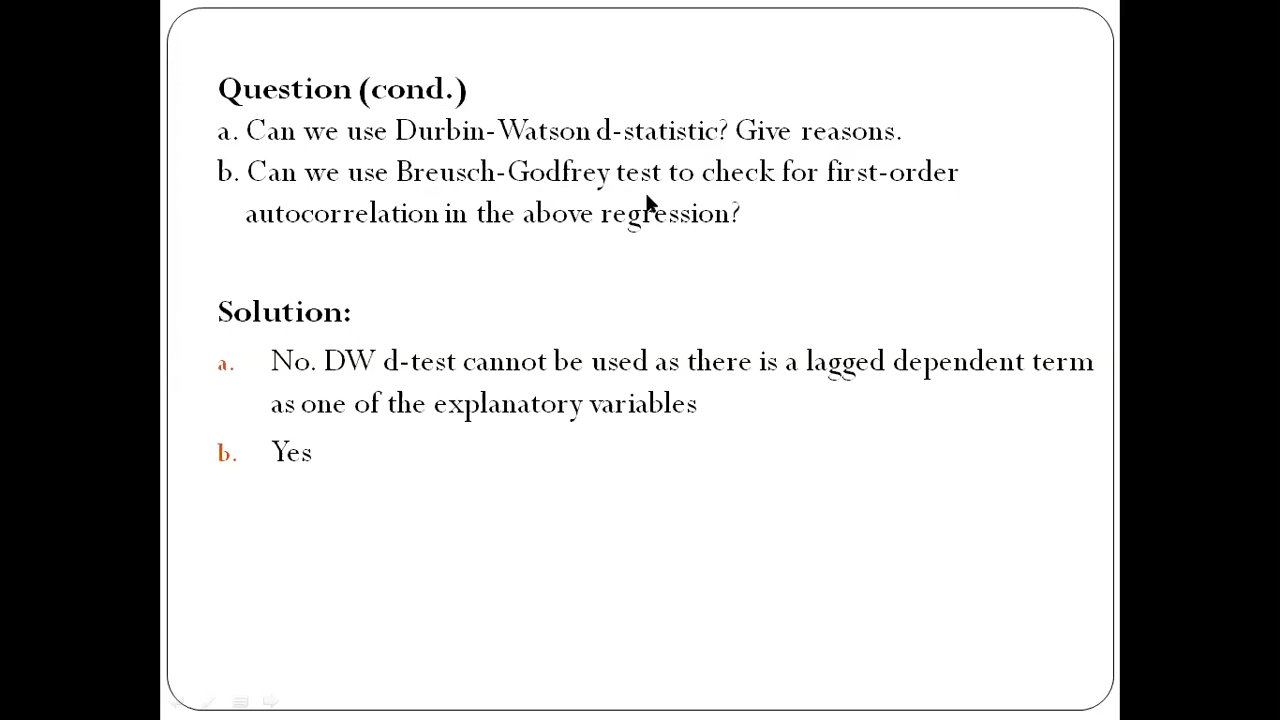 Question (cond.)
a. Can we use Durbin-Watson d-statistic? Give reasons.
b. Can we use Breusch-Godfrey test to check for first-order
autocorrelation in the above regression?
Solution:
a. No. DW d-test cannot be used as there is a lagged dependent term
as one of the explanatory variables
b. Yes